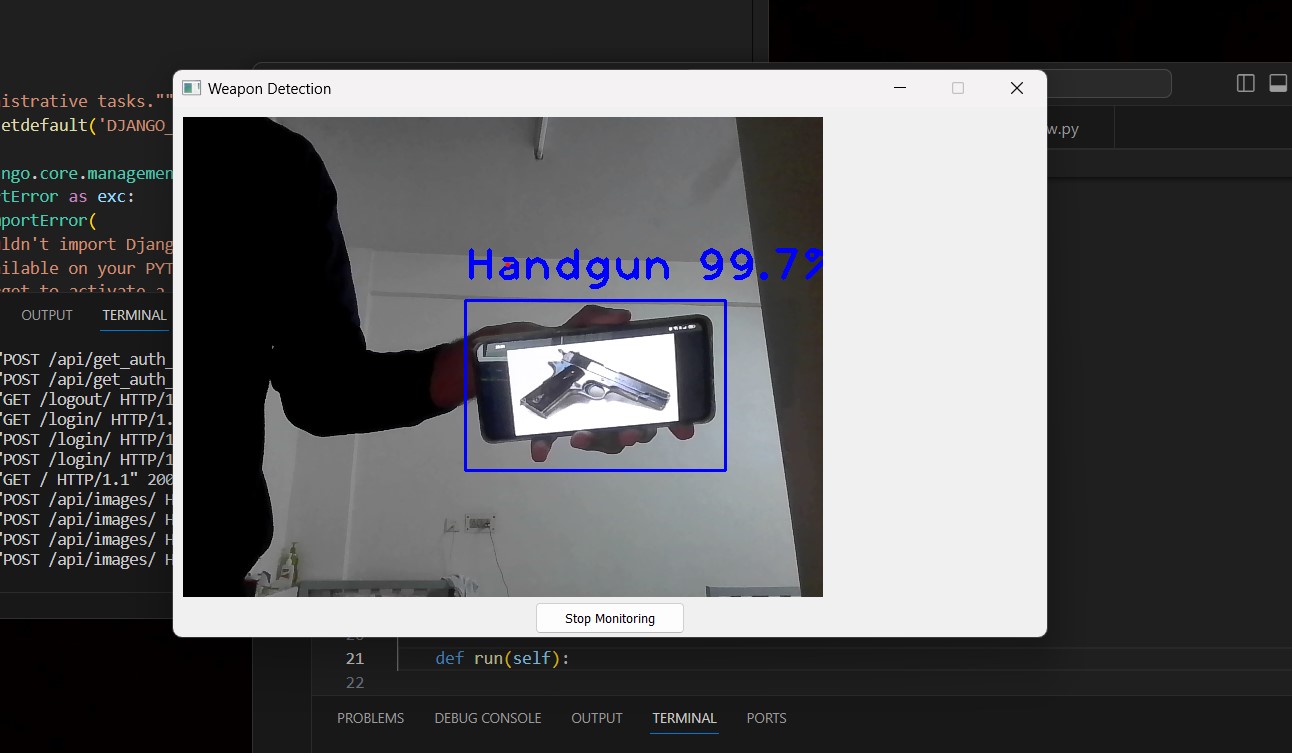 Weapon Detection
Handgun 99.7%
Stop Monitoring
istrative tasks.""
etdefault('DJANGO_
ngo.core.managemen
tError as exc:
portError(
ldn't import Djang
ilable on your PYT
get to activate a
OUTPUT TERMINAL
"POST /api/get_auth_
"POST /api/get_auth_
"GET /logout/ HTTP/1
"GET /login/ HTTP/1.
"POST /login/ HTTP/1
"POST /login/ HTTP/1
"GET / HTTP/1.1" 200
"POST /api/images/ H
"POST /api/images/ H
"POST /api/images/ H
"POST /api/images/ H
w.py
21 def run(self):
22
PROBLEMS DEBUG CONSOLE OUTPUT TERMINAL PORTS